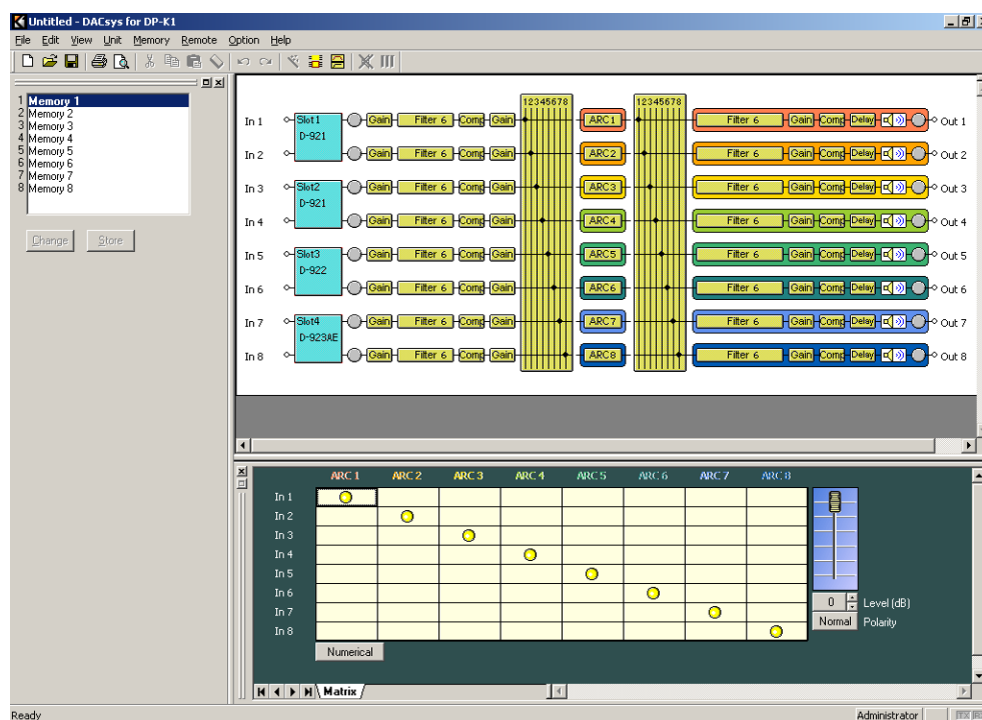 Untitled - DACsys for DP-K1
File Edit View Unit Memory Remote Option Help
1 Memory 1
2 Memory 2
3 Memory 3
4 Memory 4
5 Memory 5
6 Memory 6
7 Memory 7
8 Memory 8
Change Store
12345678 12345678
In 1 Slot1 Gain Filter 6 Comp Gain ARC1 Filter 6 Gain Comp Delay Out 1
D-921
In 2 Gain Filter 6 Comp Gain ARC2 Filter 6 Gain Comp Delay Out 2
In 3 Slot2 Gain Filter 6 Comp Gain ARC3 Filter 6 Gain Comp Delay Out 3
D-921
In 4 Gain Filter 6 Comp Gain ARC4 Filter 6 Gain Comp Delay Out 4
In 5 Slot3 Gain Filter 6 Comp Gain ARC5 Filter 6 Gain Comp Delay Out 5
D-922
In 6 Gain Filter 6 Comp Gain ARC6 Filter 6 Gain Comp Delay Out 6
In 7 Slot4 Gain Filter 6 Comp Gain ARC7 Filter 6 Gain Comp Delay Out 7
D-923AE
In 8 Gain Filter 6 Comp Gain ARC8 Filter 6 Gain Comp Delay Out 8
ARC 1 ARC 2 ARC 3 ARC 4 ARC 5 ARC 6 ARC 7 ARC 8
In 1
In 2
In 3
In 4
In 5
In 6
In 7
In 8
0 Level (dB)
Normal Polarity
Numerical
Matrix
Ready Administrator